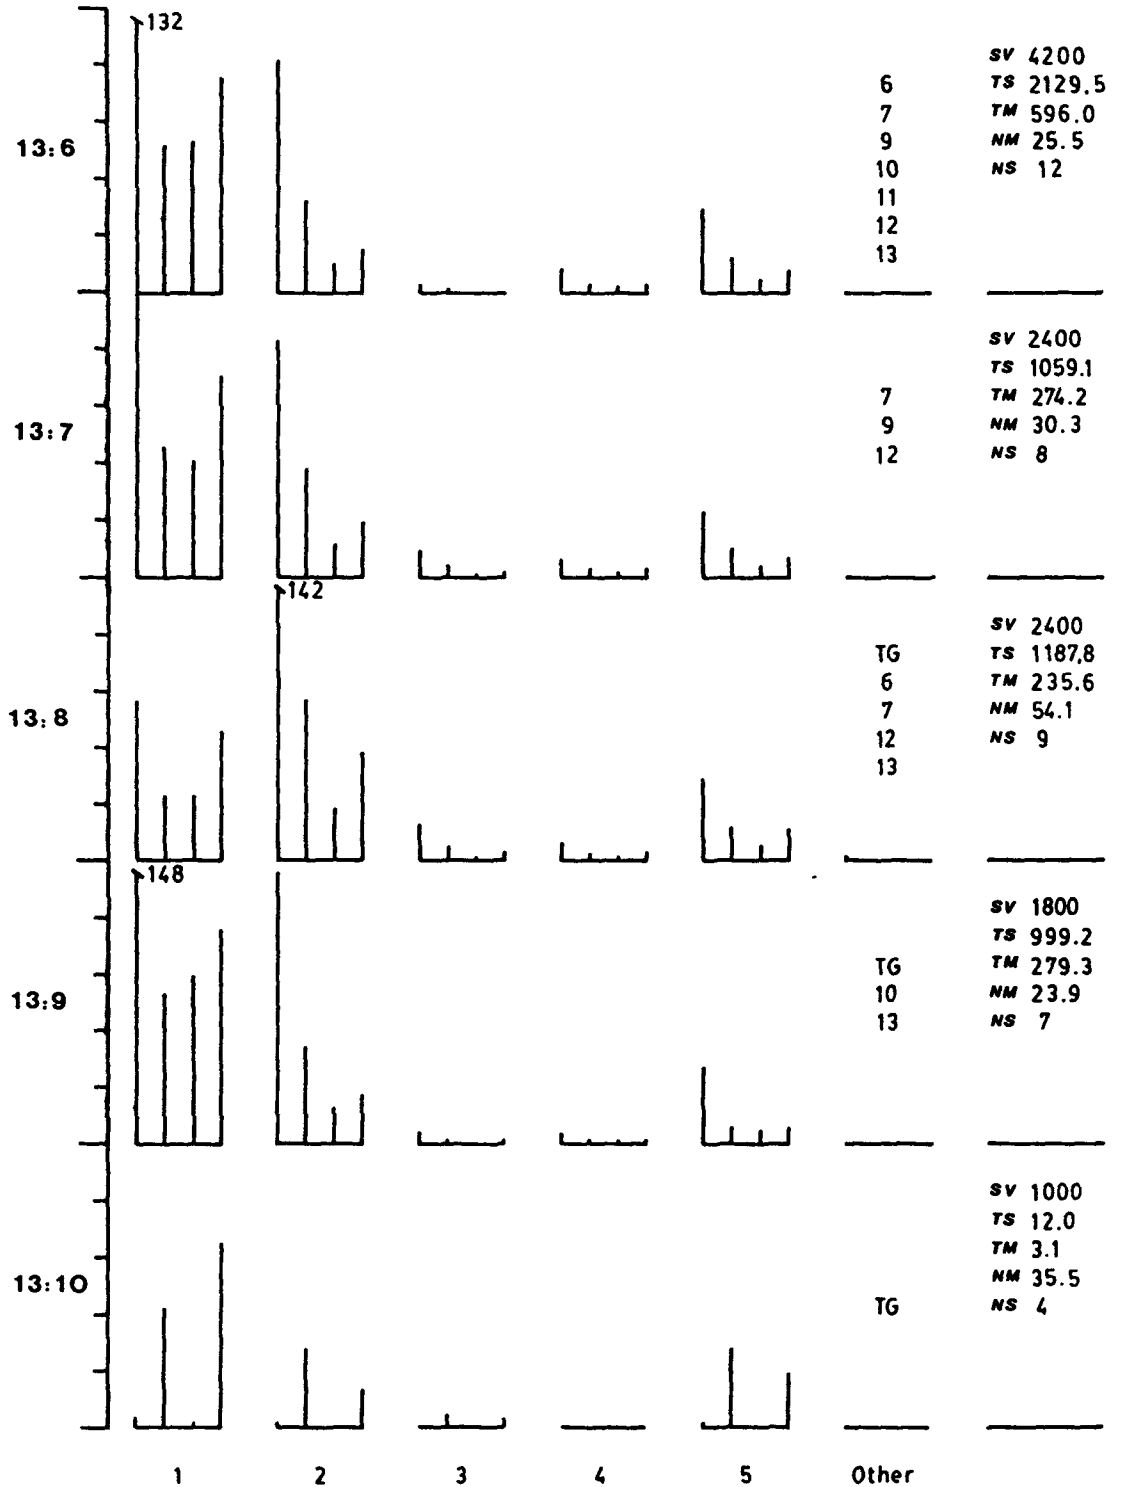 132
13:6
6
7
9
10
11
12
13
SV 4200
TS 2129.5
TM 596.0
NM 25.5
NS 12
13:7
7
9
12
SV 2400
TS 1059.1
TM 274.2
NM 30.3
NS 8
142
13:8
TG
6
7
12
13
SV 2400
TS 1187,8
TM 235.6
NM 54.1
NS 9
148
13:9
TG
10
13
SV 1800
TS 999.2
TM 279.3
NM 23.9
NS 7
13:10
TG
SV 1000
TS 12.0
TM 3.1
NM 35.5
NS 4
1 2 3 4 5 Other